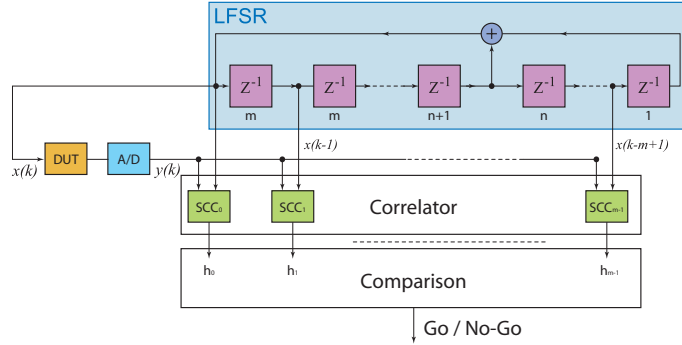 LFSR
+
Z-1 Z-1 Z-1 Z-1 Z-1
m m n+1 n 1
x(k-1) x(k-m+1)
x(k) DUT A/D y(k)
SCC0 SCC1 Correlator SCCm-1
h0 h1 hm-1
Comparison
Go / No-Go